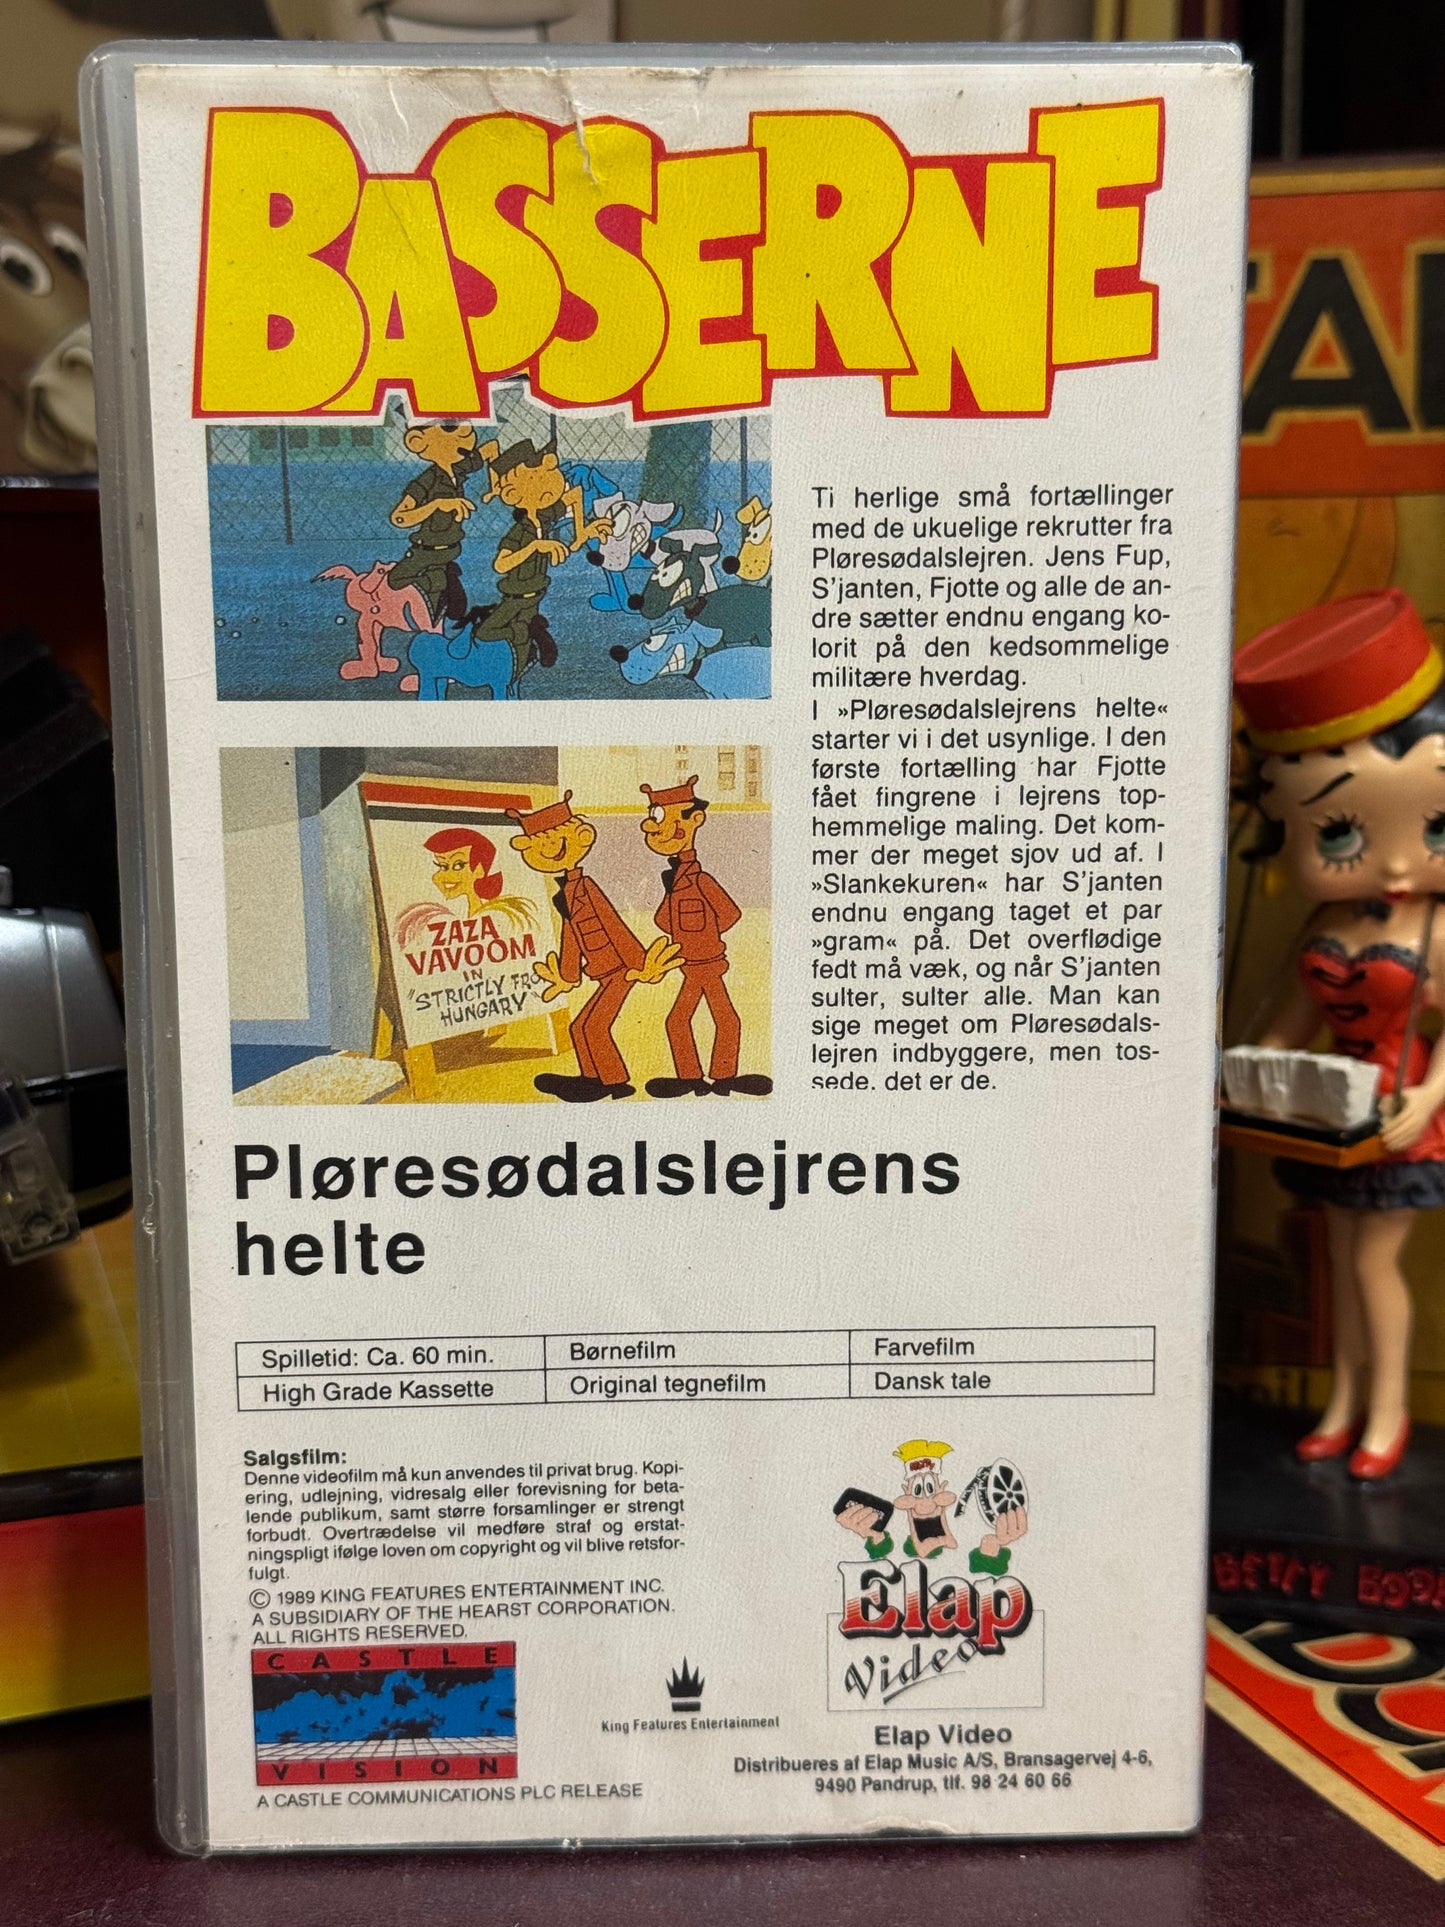 BASSERNE
Ti herlige små fortællinger
med de ukuelige rekrutter fra
Pløresødalslejren. Jens Fup,
S'janten, Fjotte og alle de an-
dre sætter endnu engang ko-
lorit på den kedsommelige
militære hverdag.
I »Pløresødalslejrens helte«
starter vi i det usynlige. I den
første fortælling har Fjotte
fået fingrene i lejrens top-
hemmelige maling. Det kom-
mer der meget sjov ud af. I
»Slankekuren« har S'janten
endnu engang taget et par
»gram« på. Det overflødige
fedt må væk, og når S'janten
sulter, sulter alle. Man kan
sige meget om Pløresødals-
lejren indbyggere, men tos-
sede, det er de.
ZAZA
VAVOOM
IN
"STRICTLY FRO
HUNGARY"
Pløresødalslejrens
helte
Spilletid: Ca. 60 min.
Børnefilm
Farvefilm
High Grade Kassette
Original tegnefilm
Dansk tale
Salgsfilm:
Denne videofilm må kun anvendes til privat brug. Kopi-
ering, udlejning, vidresalg eller forevisning for beta-
lende publikum, samt større forsamlinger er strengt
forbudt. Overtrædelse vil medføre straf og erstat-
ningspligt ifølge loven om copyright og vil blive retsfor-
fulgt.
© 1989 KING FEATURES ENTERTAINMENT INC.
A SUBSIDIARY OF THE HEARST CORPORATION.
ALL RIGHTS RESERVED.
CASTLE
VISION
A CASTLE COMMUNICATIONS PLC RELEASE
King Features Entertainment
Elap
Video
Elap Video
Distribueres af Elap Music A/S, Bransagervej 4-6,
9490 Pandrup, tlf. 98 24 60 66
BETTY BOOP